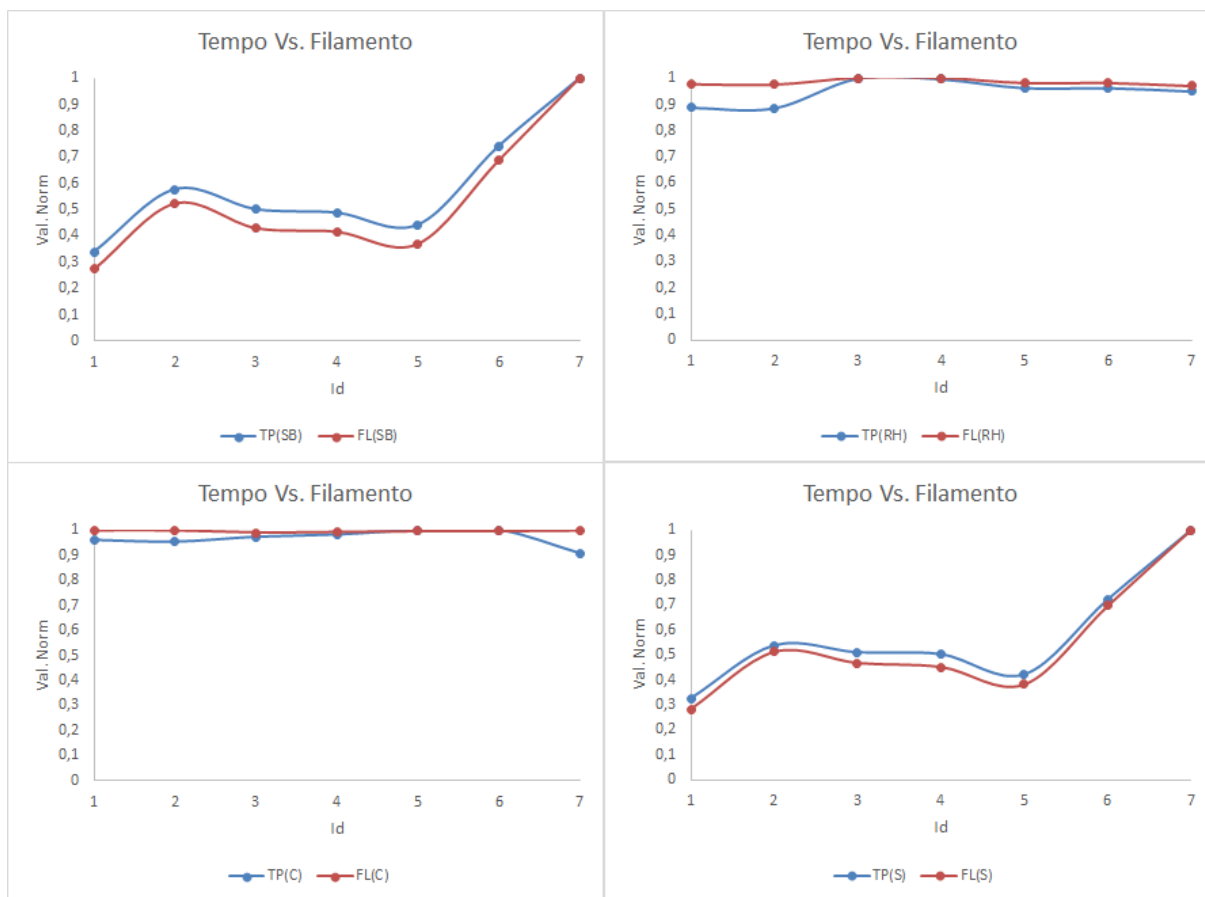 Tempo Vs. Filamento
1
0,9
0,8
0,7
0,6
0,5
0,4
0,3
0,2
0,1
0
Val. Norm
1 2 3 4 5 6 7
Id
TP(SB) FL(SB)
Tempo Vs. Filamento
1
0,9
0,8
0,7
0,6
0,5
0,4
0,3
0,2
0,1
0
Val. Norm
1 2 3 4 5 6 7
Id
TP(RH) FL(RH)
Tempo Vs. Filamento
1
0,9
0,8
0,7
0,6
0,5
0,4
0,3
0,2
0,1
0
Val. Norm
1 2 3 4 5 6 7
Id
TP(C) FL(C)
Tempo Vs. Filamento
1
0,9
0,8
0,7
0,6
0,5
0,4
0,3
0,2
0,1
0
Val. Norm
1 2 3 4 5 6 7
Id
TP(S) FL(S)